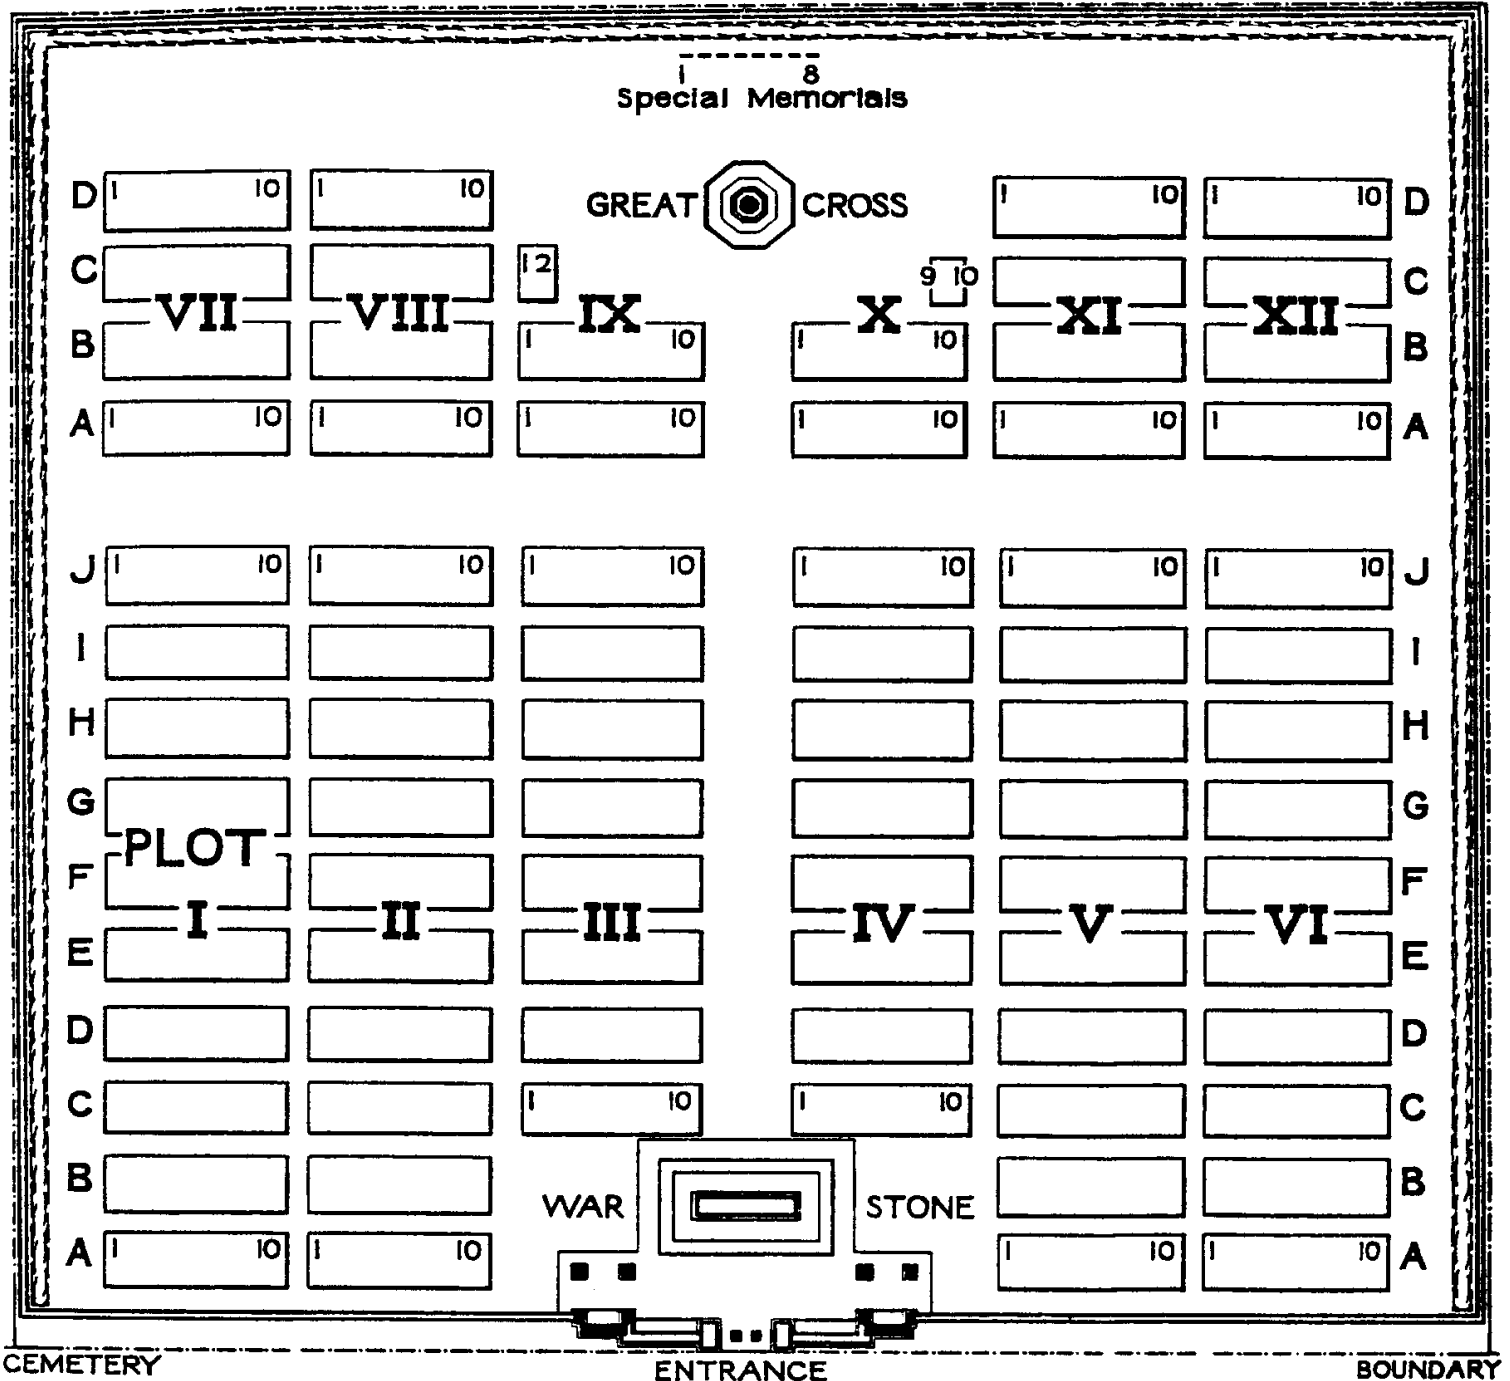 1 8
Special Memorials
D 1 10 1 10 GREAT CROSS 1 10 1 10 D
C 12 9 10 C
VII VIII IX X XI XII
B 1 10 1 10 B
A 1 10 1 10 1 10 1 10 1 10 1 10 A
J 1 10 1 10 1 10 1 10 1 10 1 10 J
I I
H H
G G
PLOT
F F
I II III IV V VI
E E
D D
C 1 10 1 10 C
B WAR STONE B
A 1 10 1 10 1 10 1 10 A
CEMETERY ENTRANCE BOUNDARY